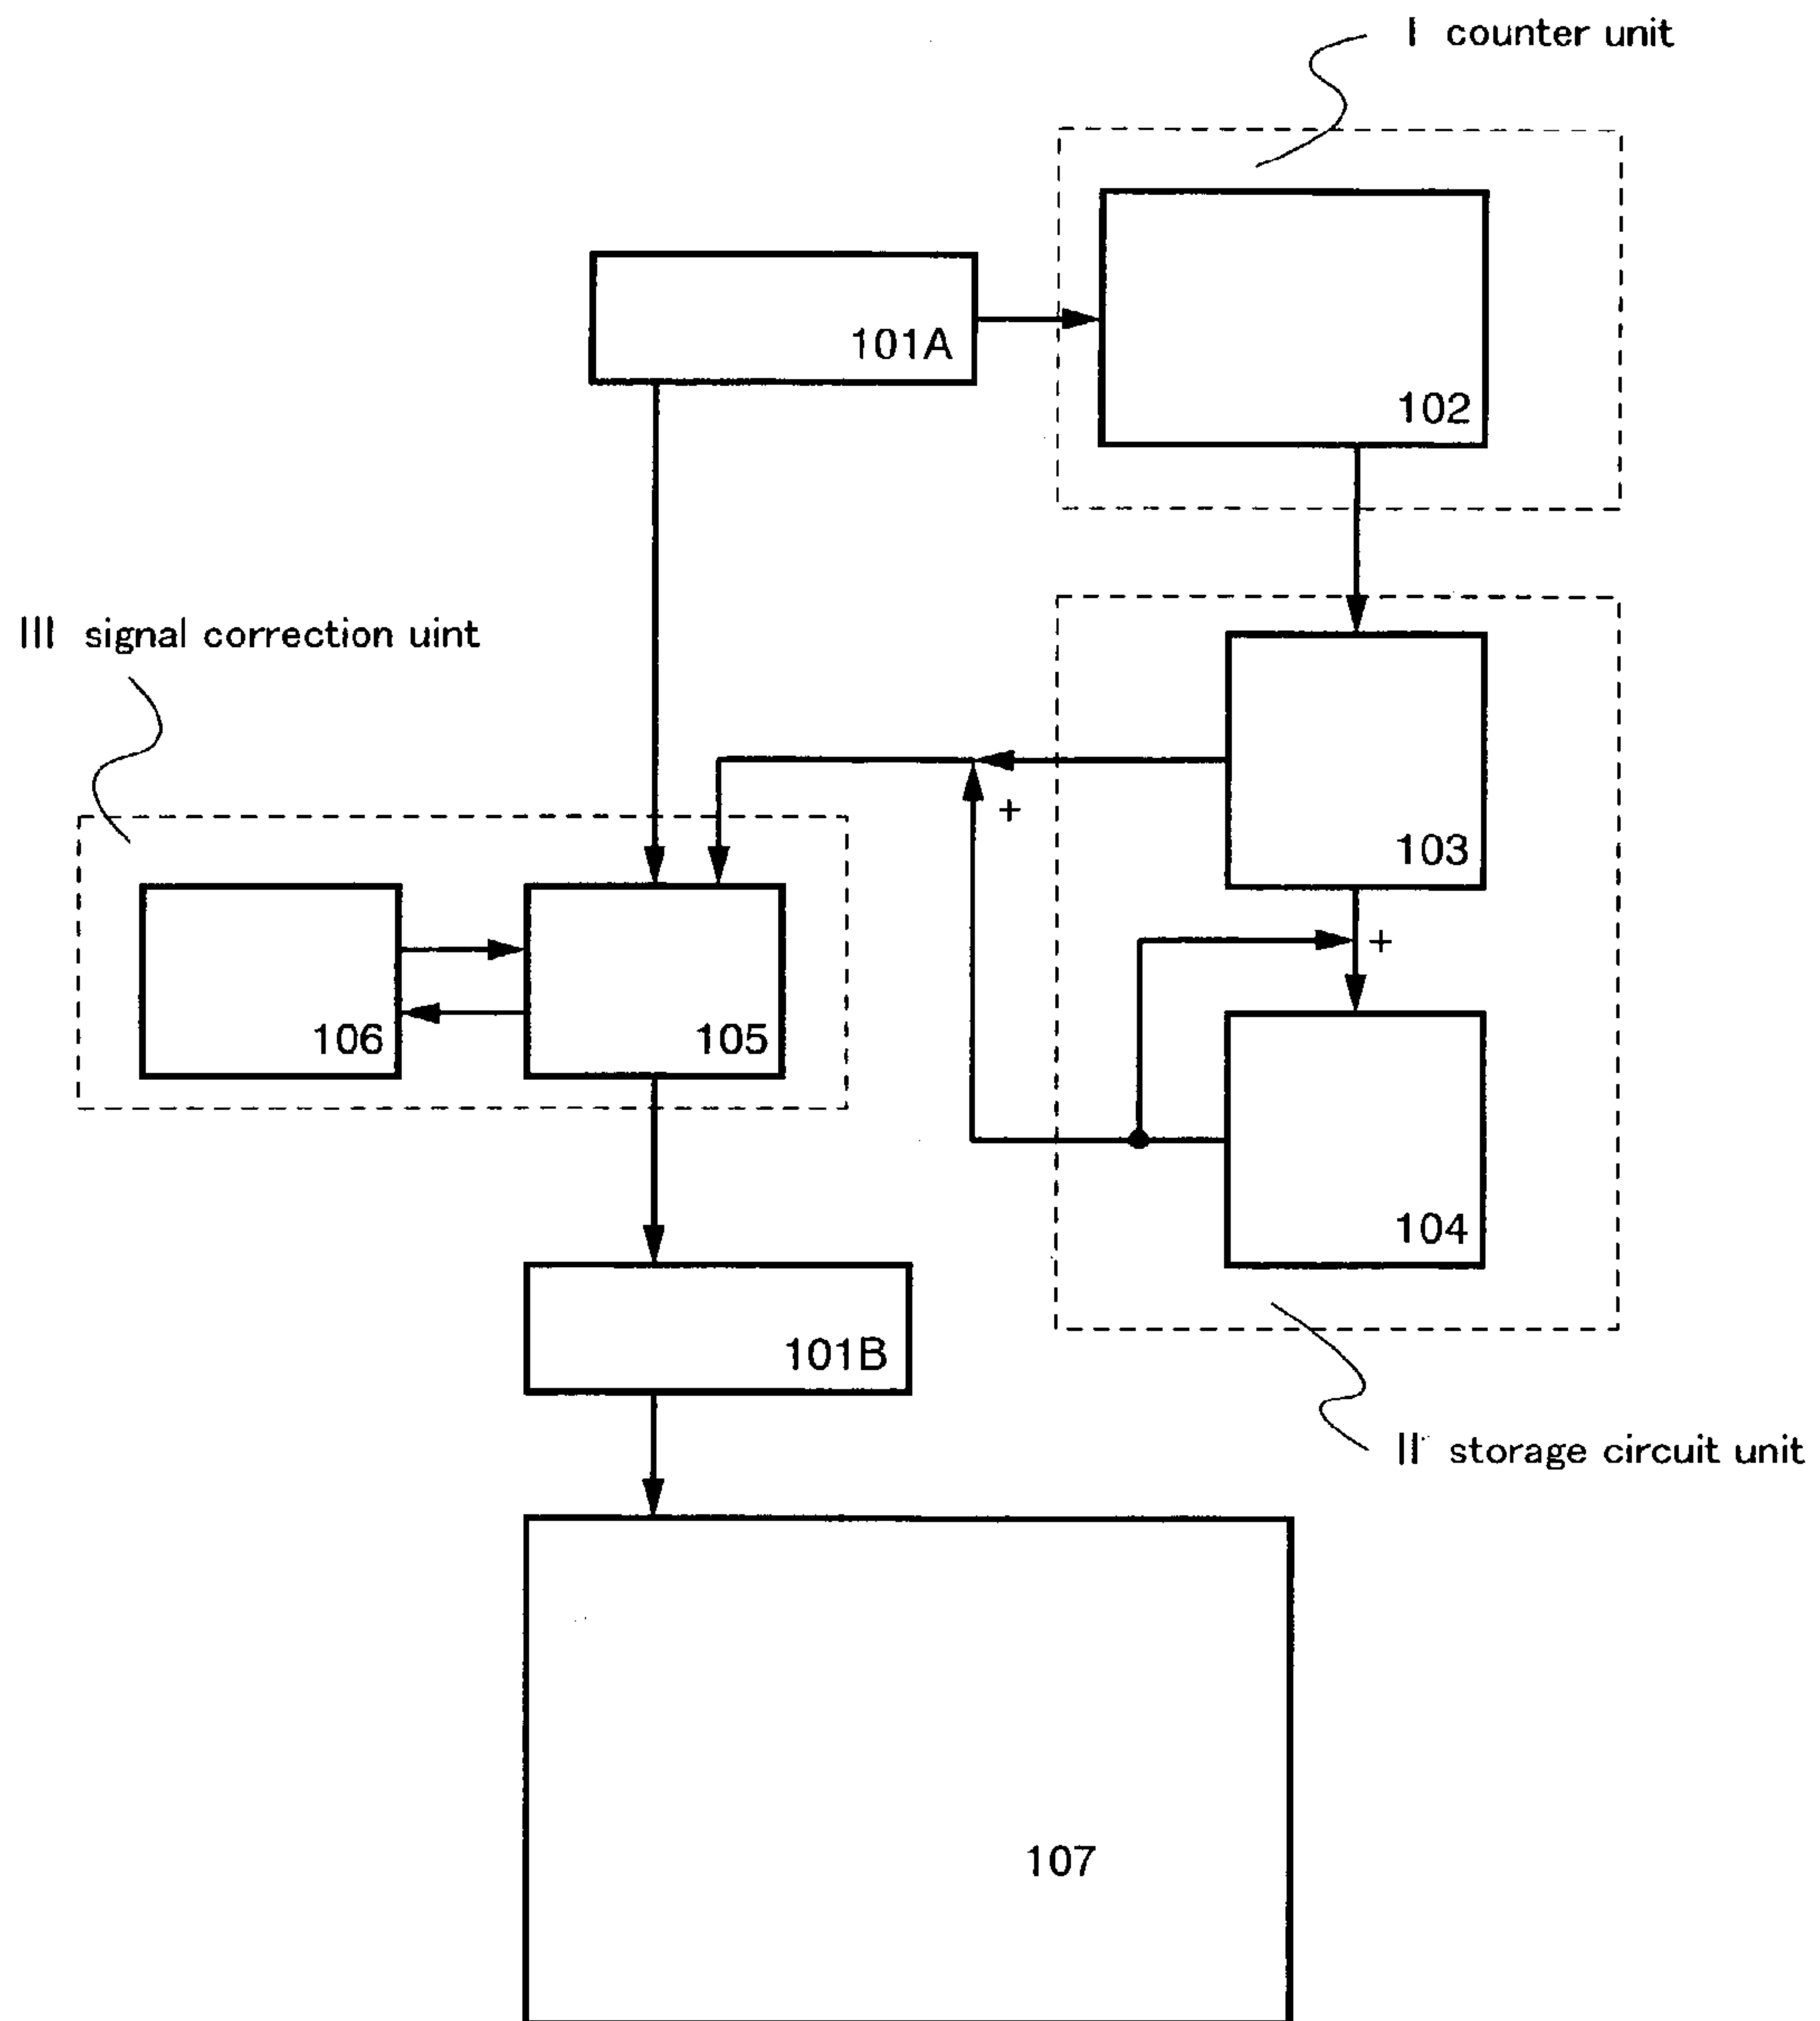 I counter unit
101A
102
III signal correction uint
+
103
+
106
105
104
101B
II storage circuit unit
107